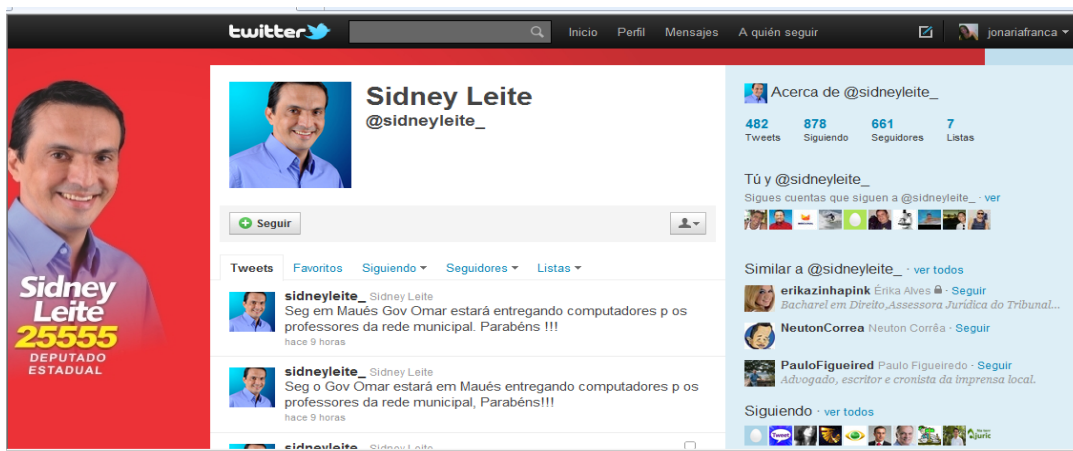 twitter
Inicio Perfil Mensajes A quién seguir
jonariafranca
Sidney Leite
@sidneyleite_
Seguir
Tweets Favoritos Siguiendo Seguidores Listas
sidneyleite_ Sidney Leite
Seg em Maués Gov Omar estará entregando computadores p os
professores da rede municipal. Parabéns !!!
hace 9 horas
sidneyleite_ Sidney Leite
Seg o Gov Omar estará em Maués entregando computadores p os
professores da rede municipal, Parabéns!!!
hace 9 horas
sidneyleite_ Sidney Leite
Sidney
Leite
25555
DEPUTADO
ESTADUAL
Acerca de @sidneyleite_
482 878 661 7
Tweets Siguiendo Seguidores Listas
Tú y @sidneyleite_
Sigues cuentas que siguen a @sidneyleite_ · ver
Similar a @sidneyleite_ · ver todos
erikazinhapink Érika Alves · Seguir
Bacharel em Direito,Assessora Jurídica do Tribunal...
NeutonCorrea Neuton Corrêa · Seguir
PauloFigueired Paulo Figueiredo · Seguir
Advogado, escritor e cronista da imprensa local.
Siguiendo · ver todos
Tweet